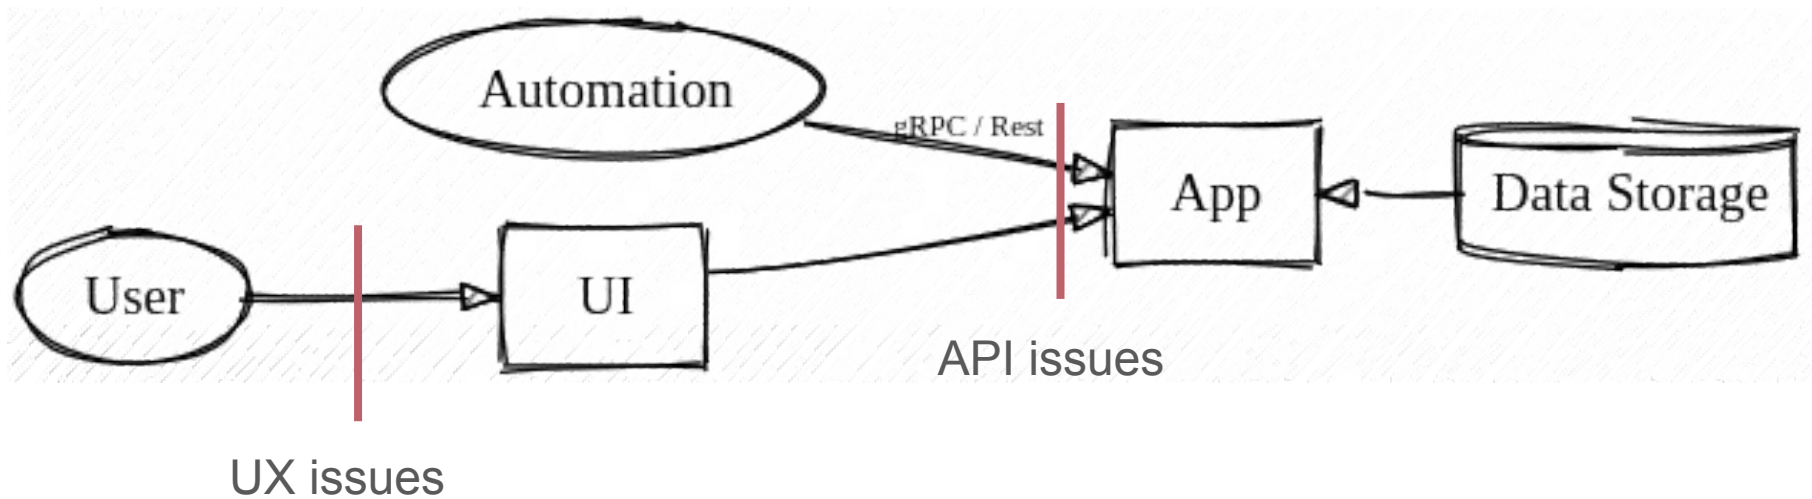 Automation
gRPC / Rest
App
Data Storage
User
UI
API issues
UX issues